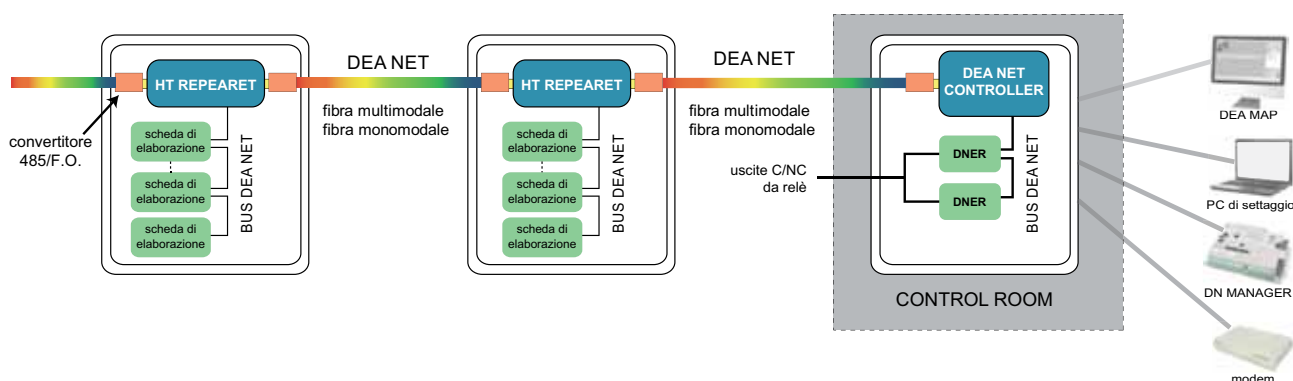 HT REPEARET
convertitore
485/F.O.
scheda di
elaborazione
scheda di
elaborazione
scheda di
elaborazione
BUS DEA NET
DEA NET
fibra multimodale
fibra monomodale
HT REPEARET
scheda di
elaborazione
scheda di
elaborazione
scheda di
elaborazione
BUS DEA NET
DEA NET
fibra multimodale
fibra monomodale
uscite C/NC
da relè
DEA NET
CONTROLLER
DNER
DNER
BUS DEA NET
CONTROL ROOM
DEA MAP
PC di settaggio
DN MANAGER
modem